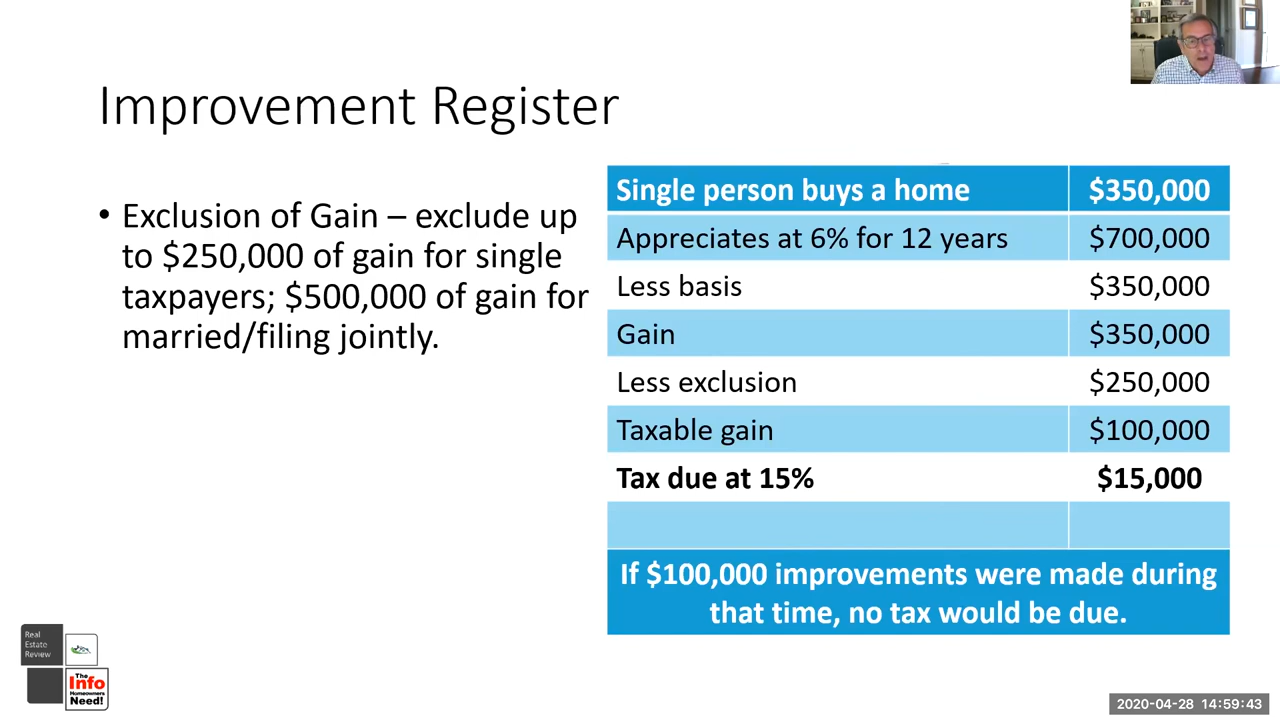 Improvement Register
• Exclusion of Gain – exclude up
to $250,000 of gain for single
taxpayers; $500,000 of gain for
married/filing jointly.
Single person buys a home $350,000
Appreciates at 6% for 12 years $700,000
Less basis $350,000
Gain $350,000
Less exclusion $250,000
Taxable gain $100,000
Tax due at 15% $15,000
If $100,000 improvements were made during
that time, no tax would be due.
Real
Estate
Review
The
Info
Homeowners
Need!
2020-04-28 14:59:43